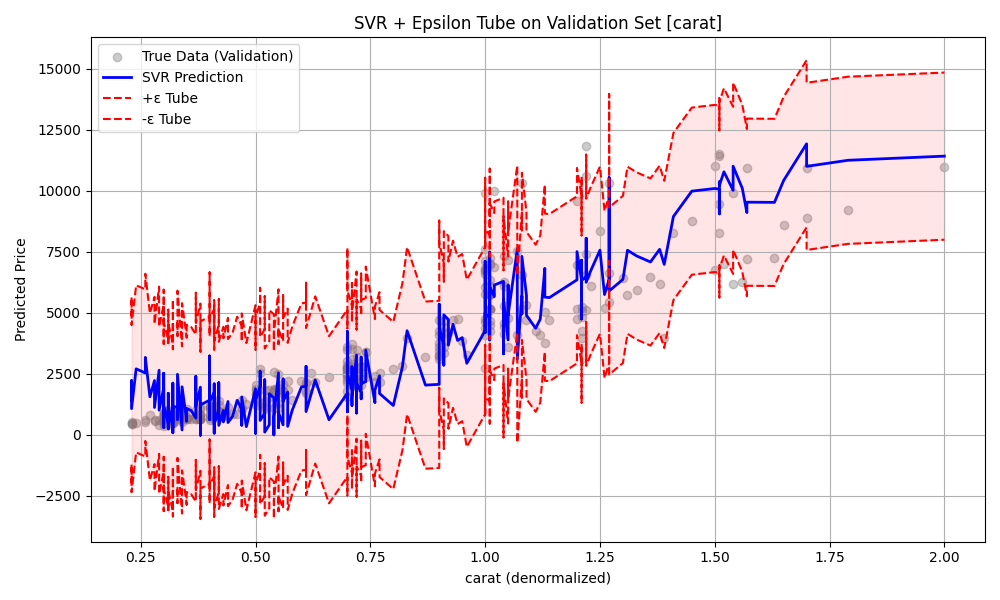 SVR + Epsilon Tube on Validation Set [carat]
True Data (Validation)
SVR Prediction
+ε Tube
-ε Tube
15000
12500
10000
7500
5000
2500
0
−2500
Predicted Price
0.25
0.50
0.75
1.00
1.25
1.50
1.75
2.00
carat (denormalized)